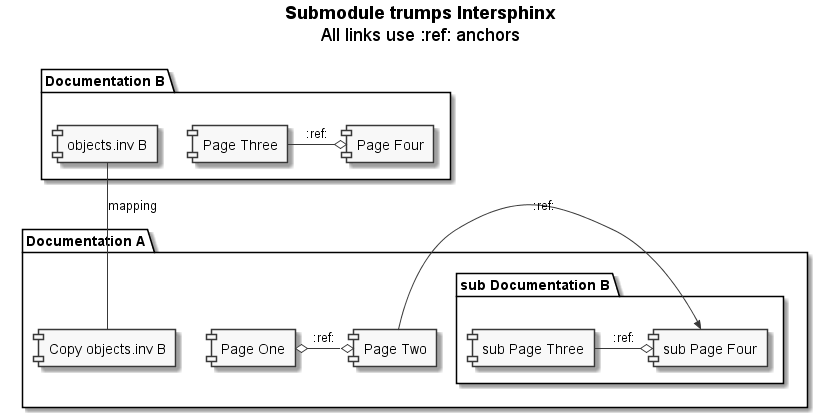 Submodule trumps Intersphinx
All links use :ref: anchors
Documentation B
objects.inv B
Page Three
:ref:
Page Four
mapping
:ref:
Documentation A
sub Documentation B
Copy objects.inv B
Page One
:ref:
Page Two
sub Page Three
:ref:
sub Page Four